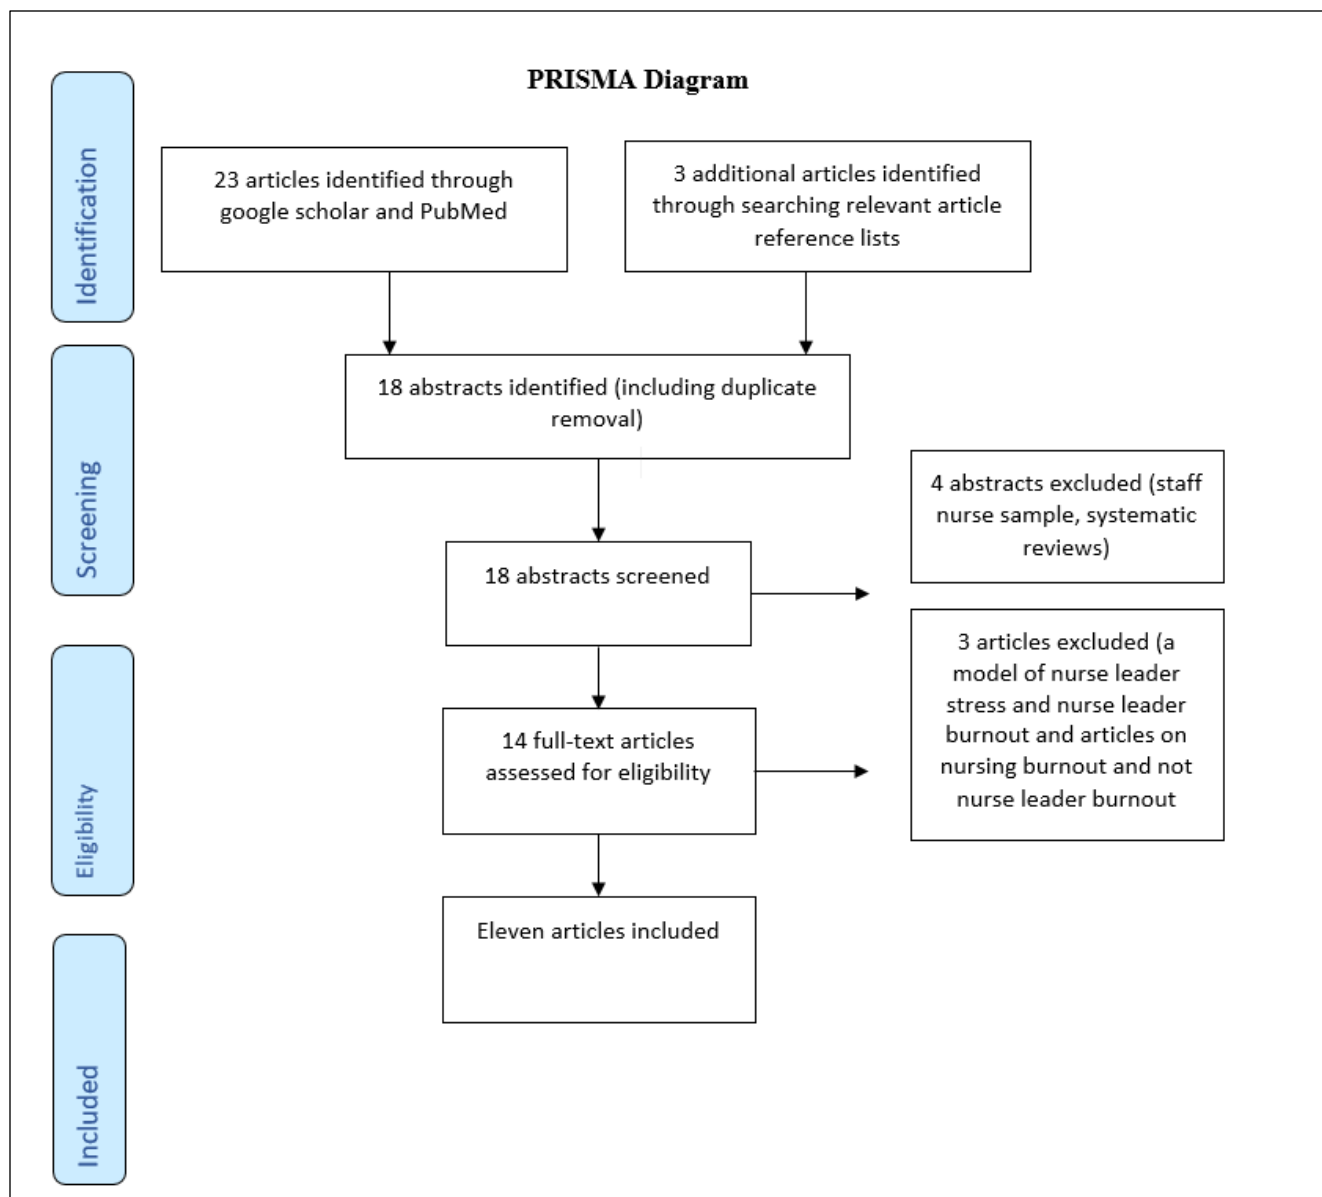 PRISMA Diagram
Identification
23 articles identified through
google scholar and PubMed
3 additional articles identified
through searching relevant article
reference lists
Screening
18 abstracts identified (including duplicate
removal)
4 abstracts excluded (staff
nurse sample, systematic
reviews)
18 abstracts screened
Eligibility
3 articles excluded (a
model of nurse leader
stress and nurse leader
burnout and articles on
nursing burnout and not
nurse leader burnout
14 full-text articles
assessed for eligibility
Included
Eleven articles included